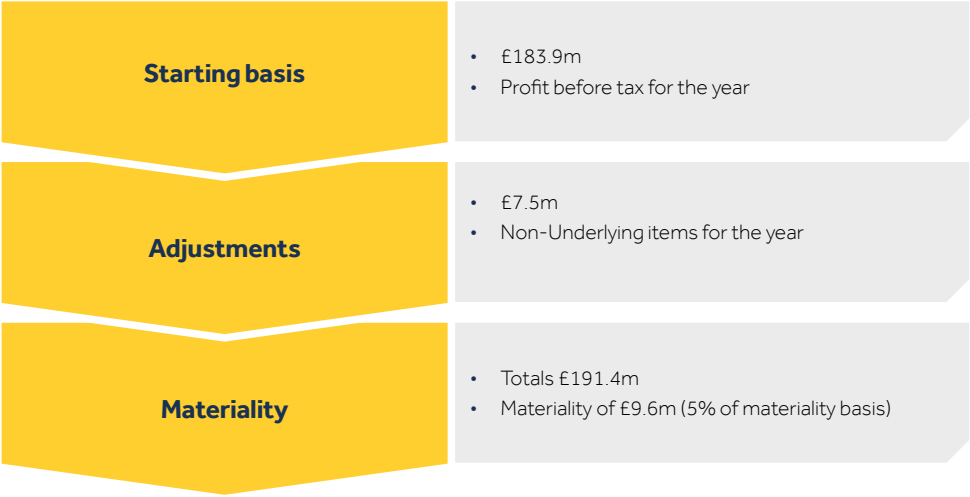 Starting basis
• £183.9m
• Profit before tax for the year
Adjustments
• £7.5m
• Non-Underlying items for the year
Materiality
• Totals £191.4m
• Materiality of £9.6m (5% of materiality basis)